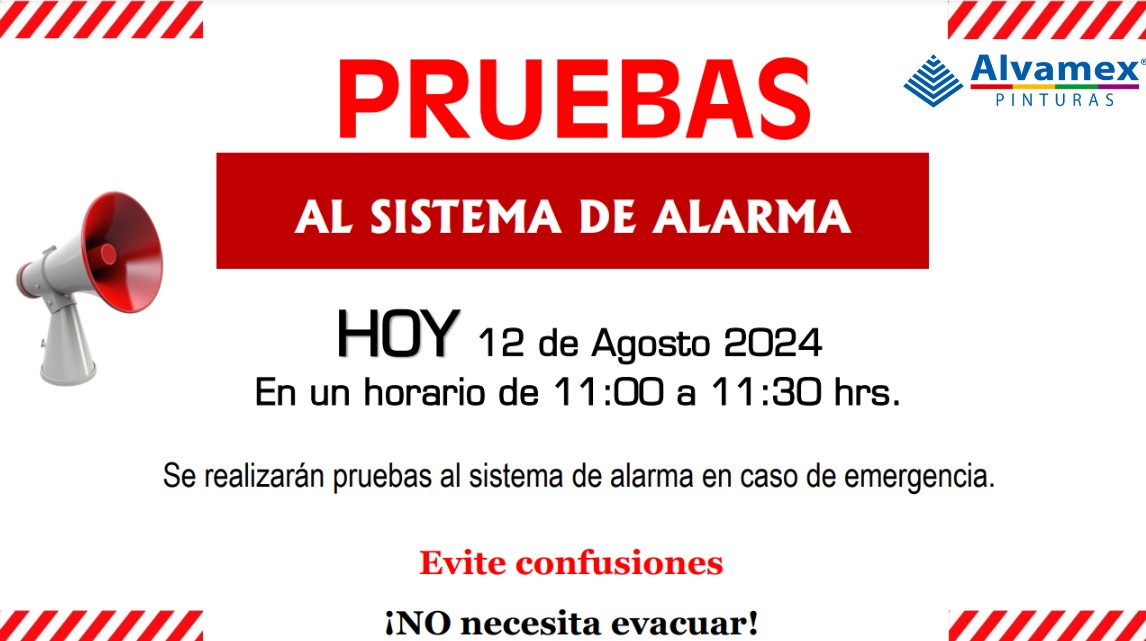 PRUEBAS
Alvamex®
PINTURAS
AL SISTEMA DE ALARMA
HOY 12 de Agosto 2024
En un horario de 11:00 a 11:30 hrs.
Se realizarán pruebas al sistema de alarma en caso de emergencia.
Evite confusiones
¡NO necesita evacuar!